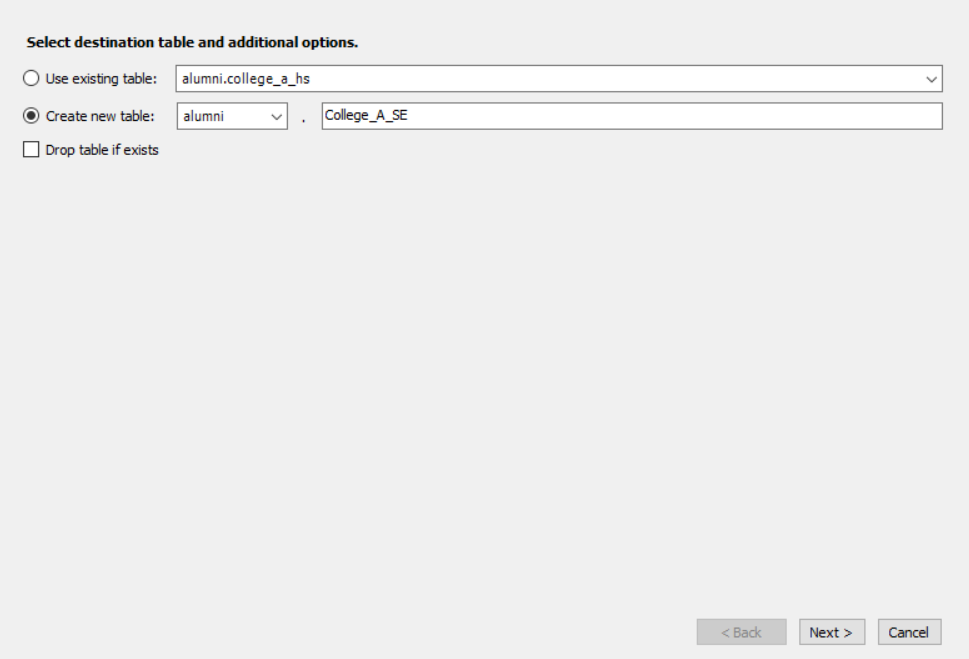 Select destination table and additional options.
Use existing table: alumni.college_a_hs
Create new table: alumni . College_A_SE
Drop table if exists
< Back Next > Cancel